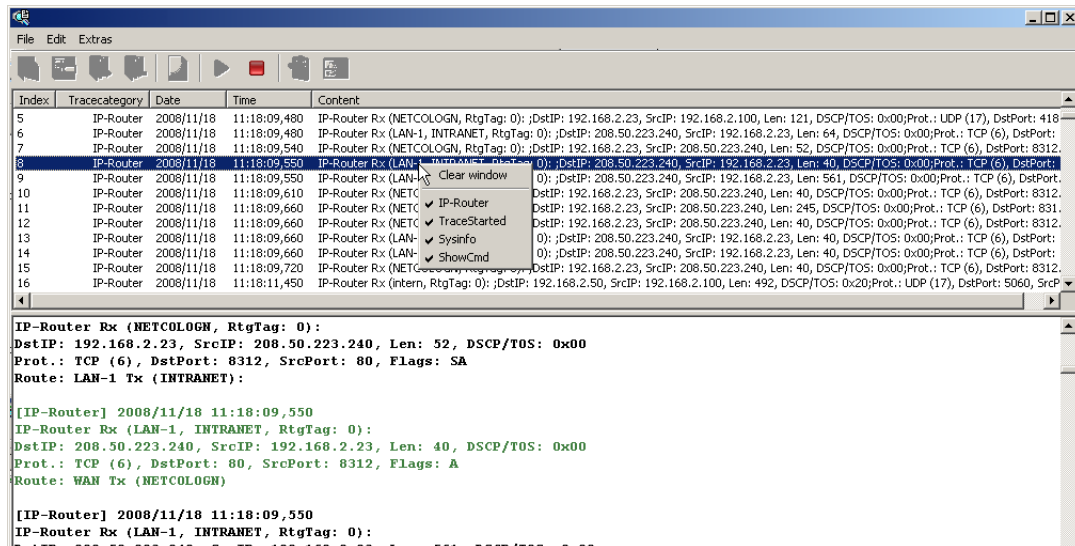 File Edit Extras
Index Tracecategory Date Time Content
5 IP-Router 2008/11/18 11:18:09,480 IP-Router Rx (NETCOLOGN, RtgTag: 0): ;DstIP: 192.168.2.23, SrcIP: 192.168.2.100, Len: 121, DSCP/TOS: 0x00;Prot.: UDP (17), DstPort: 418
6 IP-Router 2008/11/18 11:18:09,480 IP-Router Rx (LAN-1, INTRANET, RtgTag: 0): ;DstIP: 208.50.223.240, SrcIP: 192.168.2.23, Len: 64, DSCP/TOS: 0x00;Prot.: TCP (6), DstPort:
7 IP-Router 2008/11/18 11:18:09,540 IP-Router Rx (NETCOLOGN, RtgTag: 0): ;DstIP: 192.168.2.23, SrcIP: 208.50.223.240, Len: 52, DSCP/TOS: 0x00;Prot.: TCP (6), DstPort: 8312.
8 IP-Router 2008/11/18 11:18:09,550 IP-Router Rx (LAN-1, INTRANET, RtgTag: 0): ;DstIP: 208.50.223.240, SrcIP: 192.168.2.23, Len: 40, DSCP/TOS: 0x00;Prot.: TCP (6), DstPort:
9 IP-Router 2008/11/18 11:18:09,550 IP-Router Rx (LAN- 0): ;DstIP: 208.50.223.240, SrcIP: 192.168.2.23, Len: 561, DSCP/TOS: 0x00;Prot.: TCP (6), DstPort.
10 IP-Router 2008/11/18 11:18:09,610 IP-Router Rx (NETC DstIP: 192.168.2.23, SrcIP: 208.50.223.240, Len: 40, DSCP/TOS: 0x00;Prot.: TCP (6), DstPort: 8312.
11 IP-Router 2008/11/18 11:18:09,660 IP-Router Rx (NETC DstIP: 192.168.2.23, SrcIP: 208.50.223.240, Len: 245, DSCP/TOS: 0x00;Prot.: TCP (6), DstPort: 831.
12 IP-Router 2008/11/18 11:18:09,660 IP-Router Rx (NETC DstIP: 192.168.2.23, SrcIP: 208.50.223.240, Len: 40, DSCP/TOS: 0x00;Prot.: TCP (6), DstPort: 8312.
13 IP-Router 2008/11/18 11:18:09,660 IP-Router Rx (LAN- 0): ;DstIP: 208.50.223.240, SrcIP: 192.168.2.23, Len: 40, DSCP/TOS: 0x00;Prot.: TCP (6), DstPort:
14 IP-Router 2008/11/18 11:18:09,660 IP-Router Rx (LAN- 0): ;DstIP: 208.50.223.240, SrcIP: 192.168.2.23, Len: 40, DSCP/TOS: 0x00;Prot.: TCP (6), DstPort:
15 IP-Router 2008/11/18 11:18:09,720 IP-Router Rx (NETCOLOGN, RtgTag: 0): ;DstIP: 192.168.2.23, SrcIP: 208.50.223.240, Len: 40, DSCP/TOS: 0x00;Prot.: TCP (6), DstPort: 8312.
16 IP-Router 2008/11/18 11:18:11,450 IP-Router Rx (intern, RtgTag: 0): ;DstIP: 192.168.2.50, SrcIP: 192.168.2.100, Len: 492, DSCP/TOS: 0x20;Prot.: UDP (17), DstPort: 5060, SrcP
Clear window
IP-Router
TraceStarted
Sysinfo
ShowCmd
IP-Router Rx (NETCOLOGN, RtgTag: 0):
DstIP: 192.168.2.23, SrcIP: 208.50.223.240, Len: 52, DSCP/TOS: 0x00
Prot.: TCP (6), DstPort: 8312, SrcPort: 80, Flags: SA
Route: LAN-1 Tx (INTRANET):
[IP-Router] 2008/11/18 11:18:09,550
IP-Router Rx (LAN-1, INTRANET, RtgTag: 0):
DstIP: 208.50.223.240, SrcIP: 192.168.2.23, Len: 40, DSCP/TOS: 0x00
Prot.: TCP (6), DstPort: 80, SrcPort: 8312, Flags: A
Route: WAN Tx (NETCOLOGN)
[IP-Router] 2008/11/18 11:18:09,550
IP-Router Rx (LAN-1, INTRANET, RtgTag: 0):